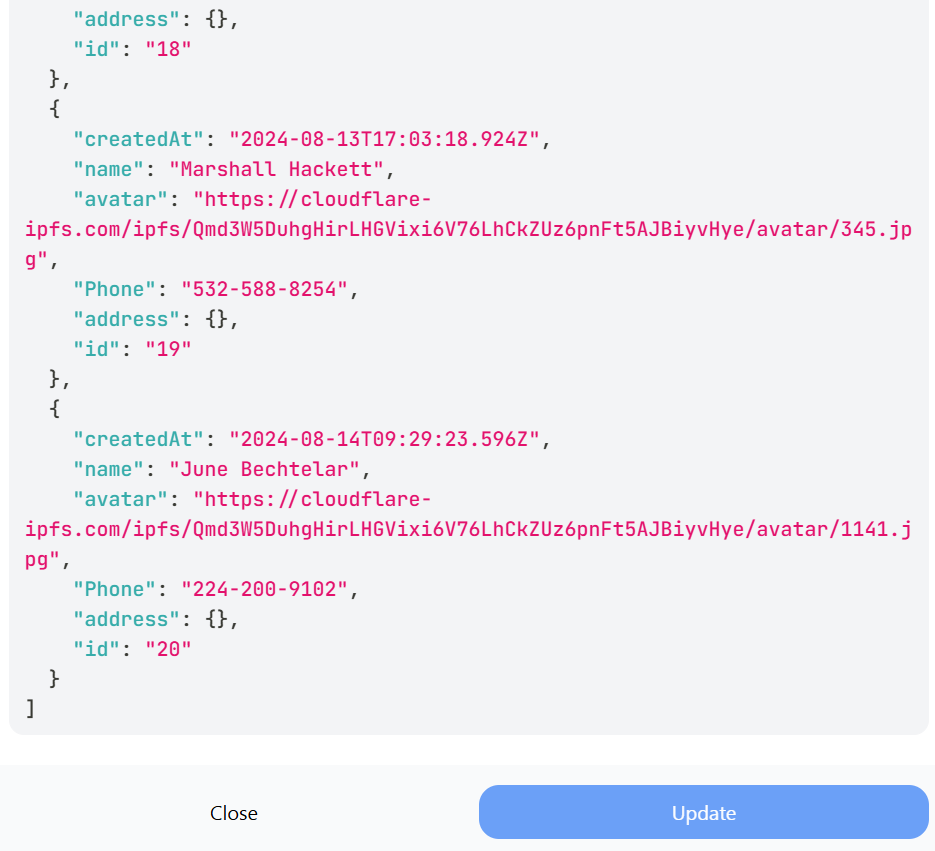 "address": {},
"id": "18"
},
{
"createdAt": "2024-08-13T17:03:18.924Z",
"name": "Marshall Hackett",
"avatar": "https://cloudflare-
ipfs.com/ipfs/Qmd3W5DuhgHirLHGVixi6V76LhCkZUz6pnFt5AJBiyvHye/avatar/345.jp
g",
"Phone": "532-588-8254",
"address": {},
"id": "19"
},
{
"createdAt": "2024-08-14T09:29:23.596Z",
"name": "June Bechtelar",
"avatar": "https://cloudflare-
ipfs.com/ipfs/Qmd3W5DuhgHirLHGVixi6V76LhCkZUz6pnFt5AJBiyvHye/avatar/1141.j
pg",
"Phone": "224-200-9102",
"address": {},
"id": "20"
}
]
Close
Update